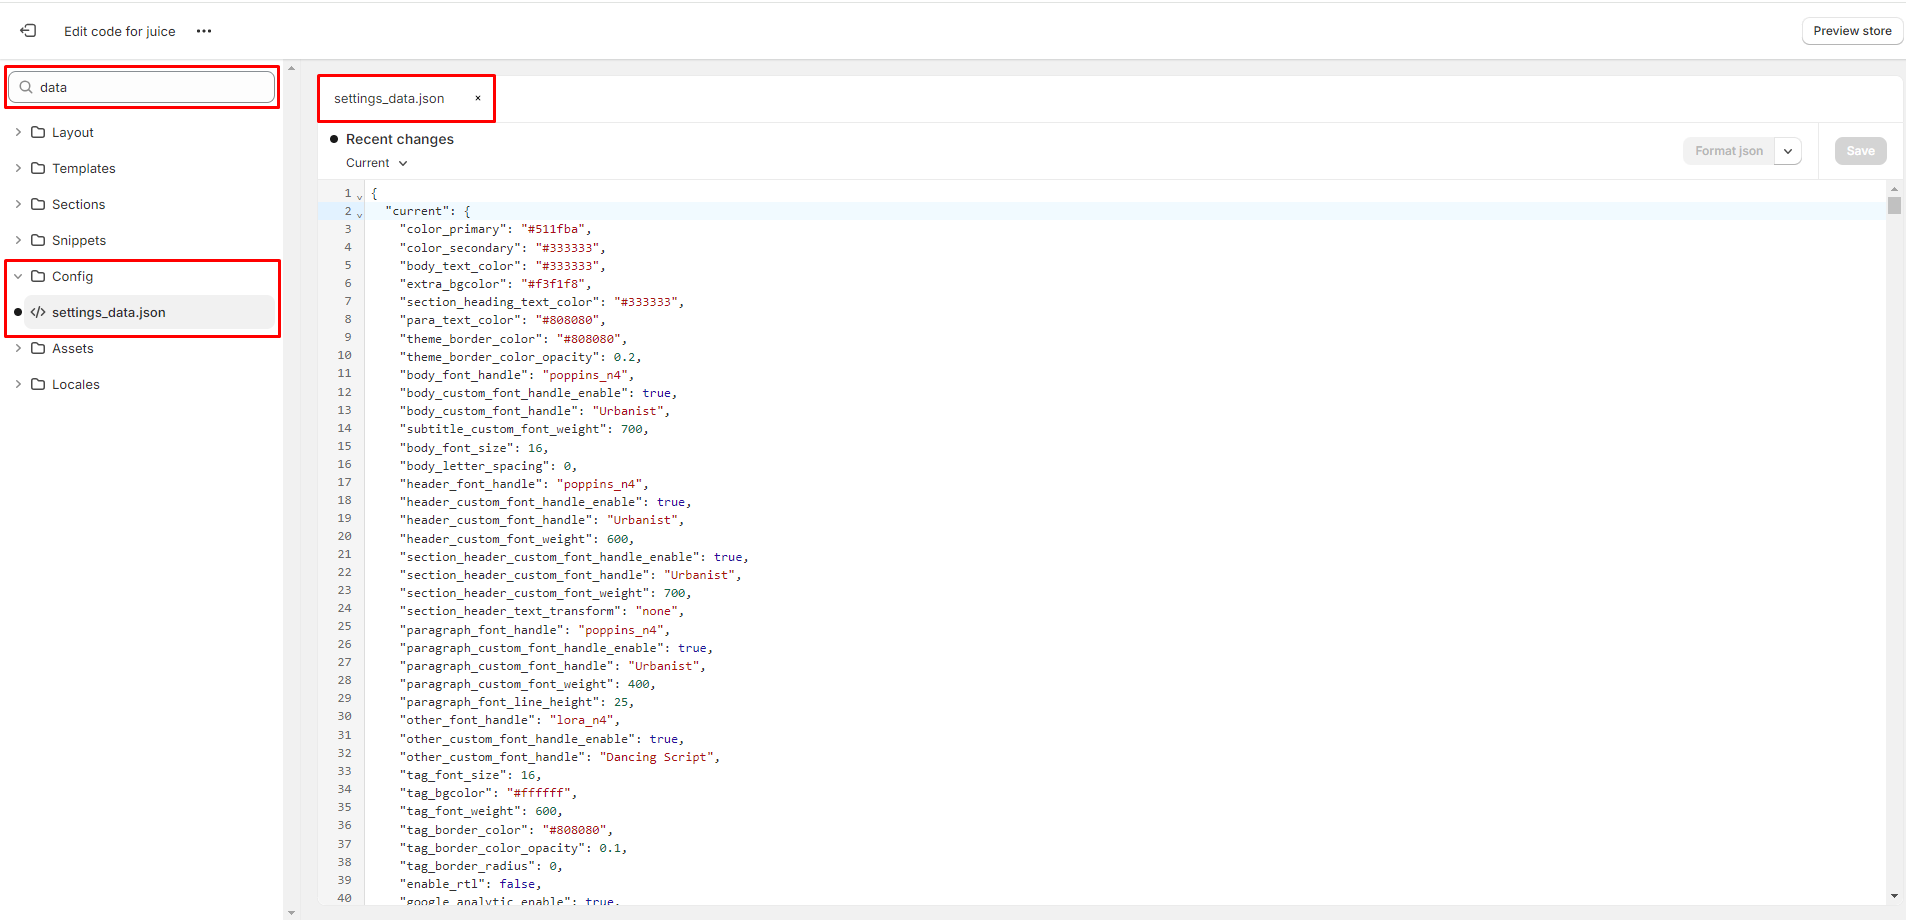 Edit code for juice ...
Preview store
data
Layout
Templates
Sections
Snippets
Config
settings_data.json
Assets
Locales
settings_data.json ×
Recent changes
Current
Format json
Save
1 {
2 "current": {
3 "color_primary": "#511fba",
4 "color_secondary": "#333333",
5 "body_text_color": "#333333",
6 "extra_bgcolor": "#f3f1f8",
7 "section_heading_text_color": "#333333",
8 "para_text_color": "#808080",
9 "theme_border_color": "#808080",
10 "theme_border_color_opacity": 0.2,
11 "body_font_handle": "poppins_n4",
12 "body_custom_font_handle_enable": true,
13 "body_custom_font_handle": "Urbanist",
14 "subtitle_custom_font_weight": 700,
15 "body_font_size": 16,
16 "body_letter_spacing": 0,
17 "header_font_handle": "poppins_n4",
18 "header_custom_font_handle_enable": true,
19 "header_custom_font_handle": "Urbanist",
20 "header_custom_font_weight": 600,
21 "section_header_custom_font_handle_enable": true,
22 "section_header_custom_font_handle": "Urbanist",
23 "section_header_custom_font_weight": 700,
24 "section_header_text_transform": "none",
25 "paragraph_font_handle": "poppins_n4",
26 "paragraph_custom_font_handle_enable": true,
27 "paragraph_custom_font_handle": "Urbanist",
28 "paragraph_custom_font_weight": 400,
29 "paragraph_font_line_height": 25,
30 "other_font_handle": "lora_n4",
31 "other_custom_font_handle_enable": true,
32 "other_custom_font_handle": "Dancing Script",
33 "tag_font_size": 16,
34 "tag_bgcolor": "#ffffff",
35 "tag_font_weight": 600,
36 "tag_border_color": "#808080",
37 "tag_border_color_opacity": 0.1,
38 "tag_border_radius": 0,
39 "enable_rtl": false,
40 "google_analytic_enable": true,